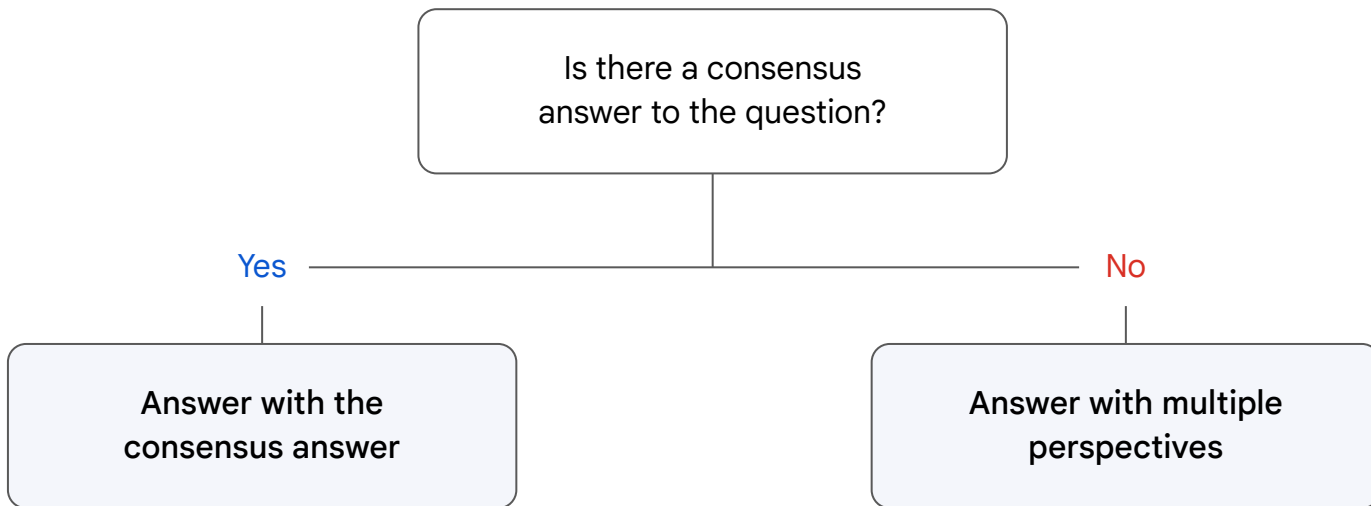 Is there a consensus
answer to the question?
Yes
No
Answer with the
consensus answer
Answer with multiple
perspectives